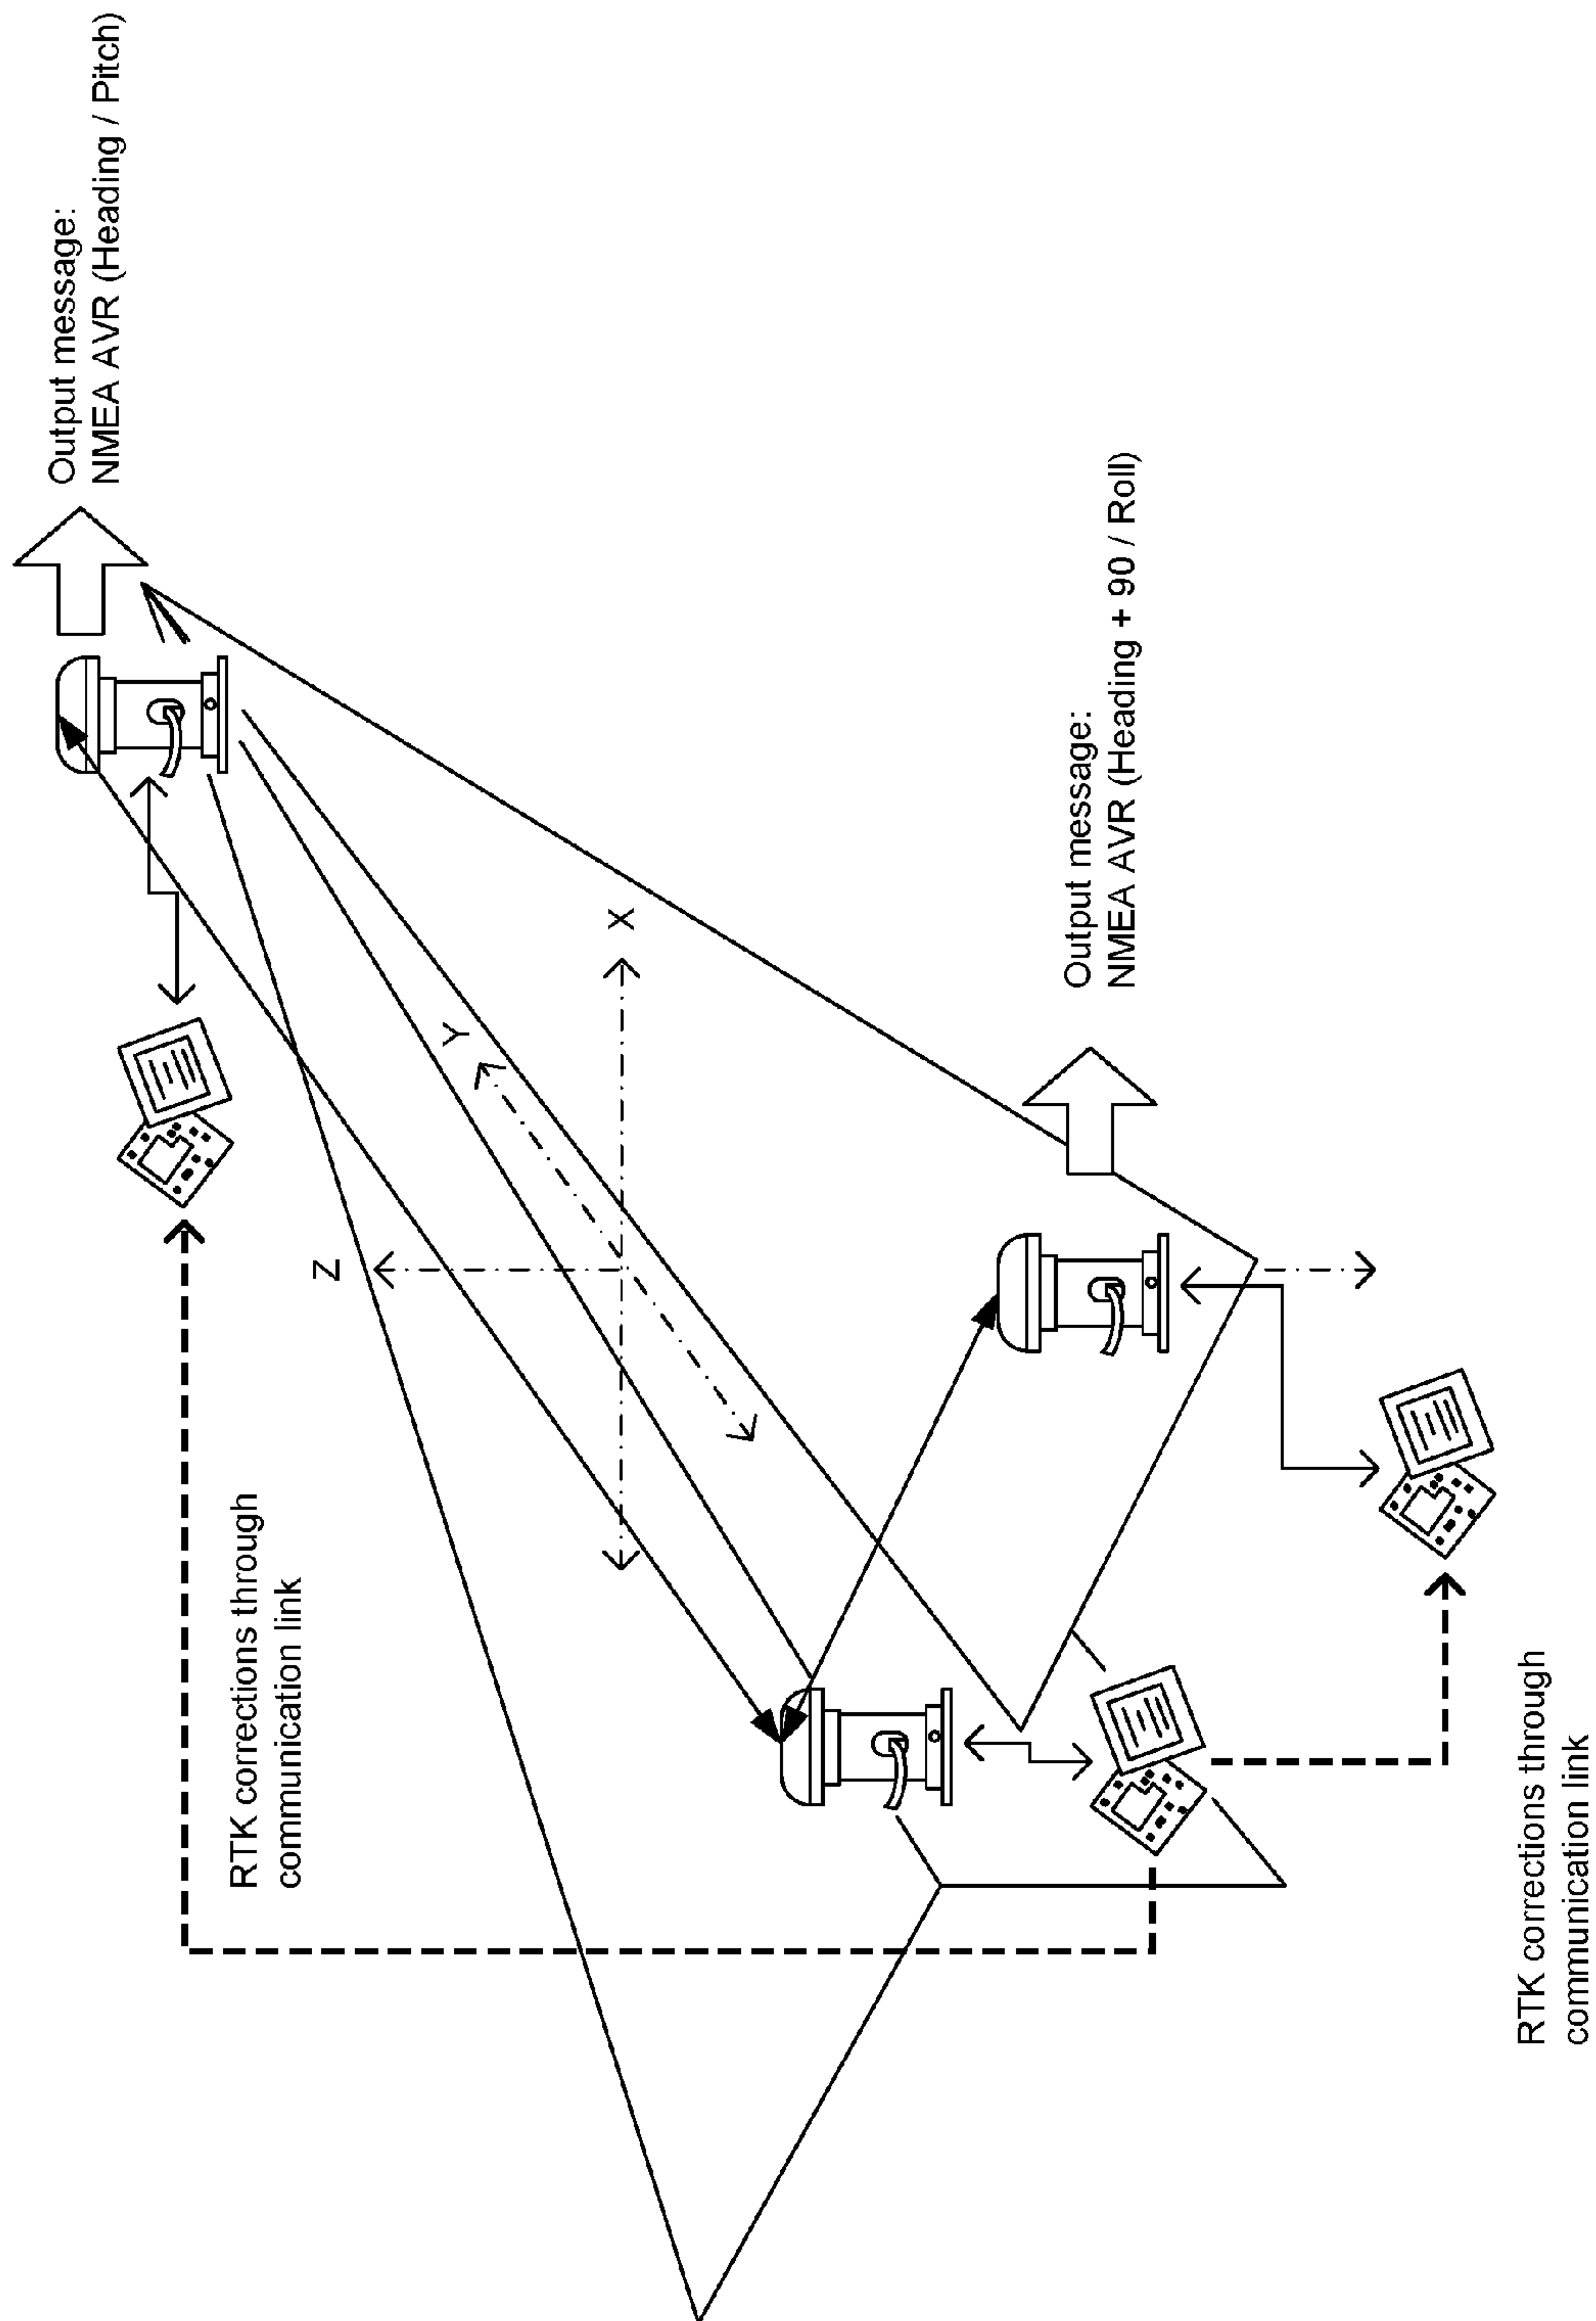 Output message:
NMEA AVR (Heading / Pitch)
RTK corrections through
communication link
Z
Y
X
Output message:
NMEA AVR (Heading + 90 / Roll)
RTK corrections through
communication link